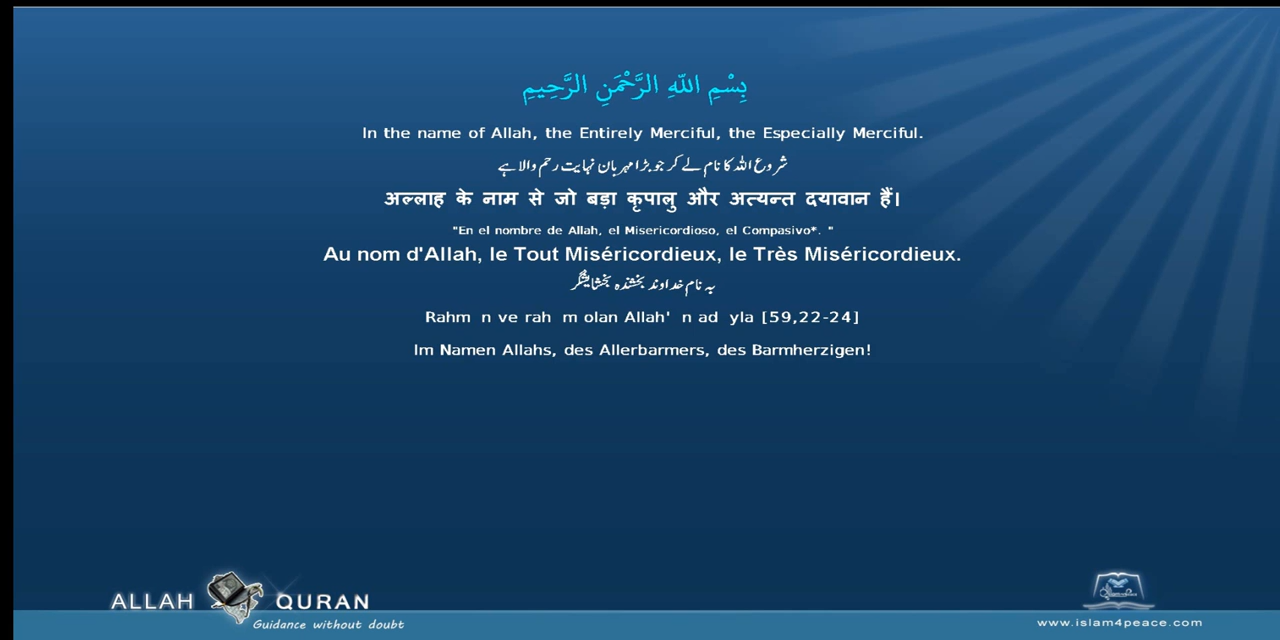 بِسْمِ اللَّهِ الرَّحْمَنِ الرَّحِيمِ
In the name of Allah, the Entirely Merciful, the Especially Merciful.
شروع اللہ کا نام لے کر جو بڑا مہربان نہایت رحم والا ہے
अल्लाह के नाम से जो बड़ा कृपालु और अत्यन्त दयावान हैं।
"En el nombre de Allah, el Misericordioso, el Compasivo*. "
Au nom d'Allah, le Tout Miséricordieux, le Très Miséricordieux.
به نام خداوند بخشنده بخشایشگر
Rahm n ve rah m olan Allah' n ad yla [59,22-24]
Im Namen Allahs, des Allerbarmers, des Barmherzigen!
ALLAH QURAN
Guidance without doubt
www.islam4peace.com